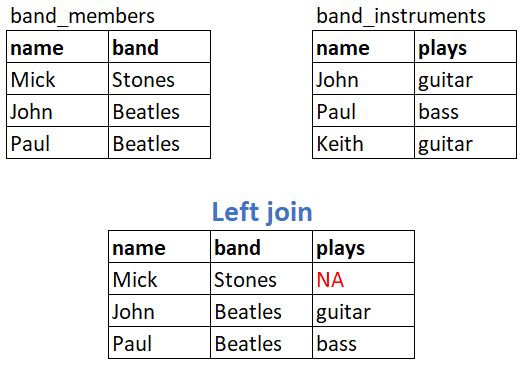 band_members band_instruments
name band name plays
Mick Stones John guitar
John Beatles Paul bass
Paul Beatles Keith guitar
Left join
name band plays
Mick Stones NA
John Beatles guitar
Paul Beatles bass